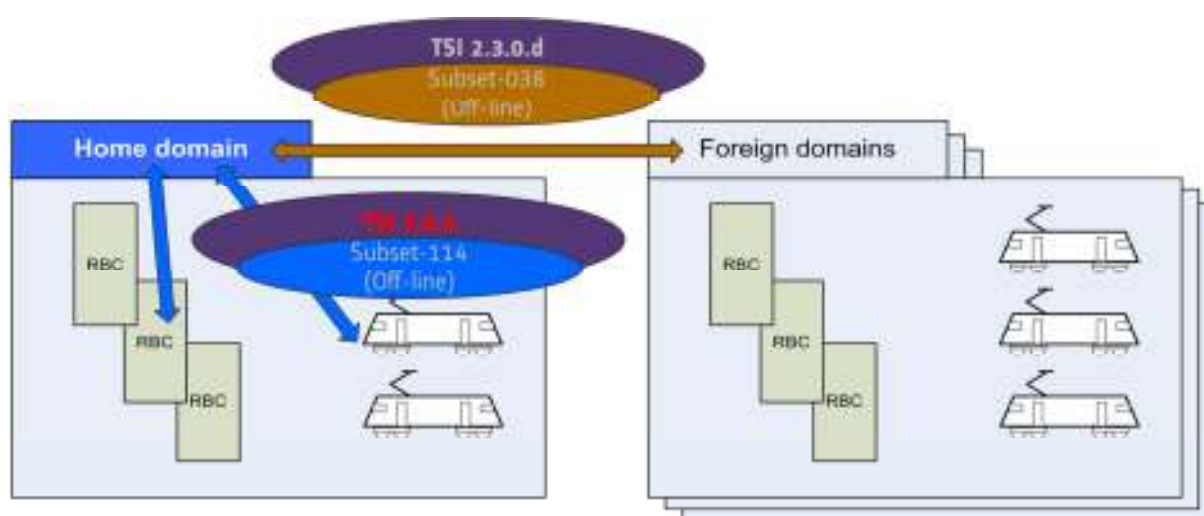 TSI 2.3.0.d
Subset-038
(Off-line)
Home domain
Foreign domains
TSI
Subset-114
(Off-line)
RBC
RBC
RBC
RBC
RBC
RBC